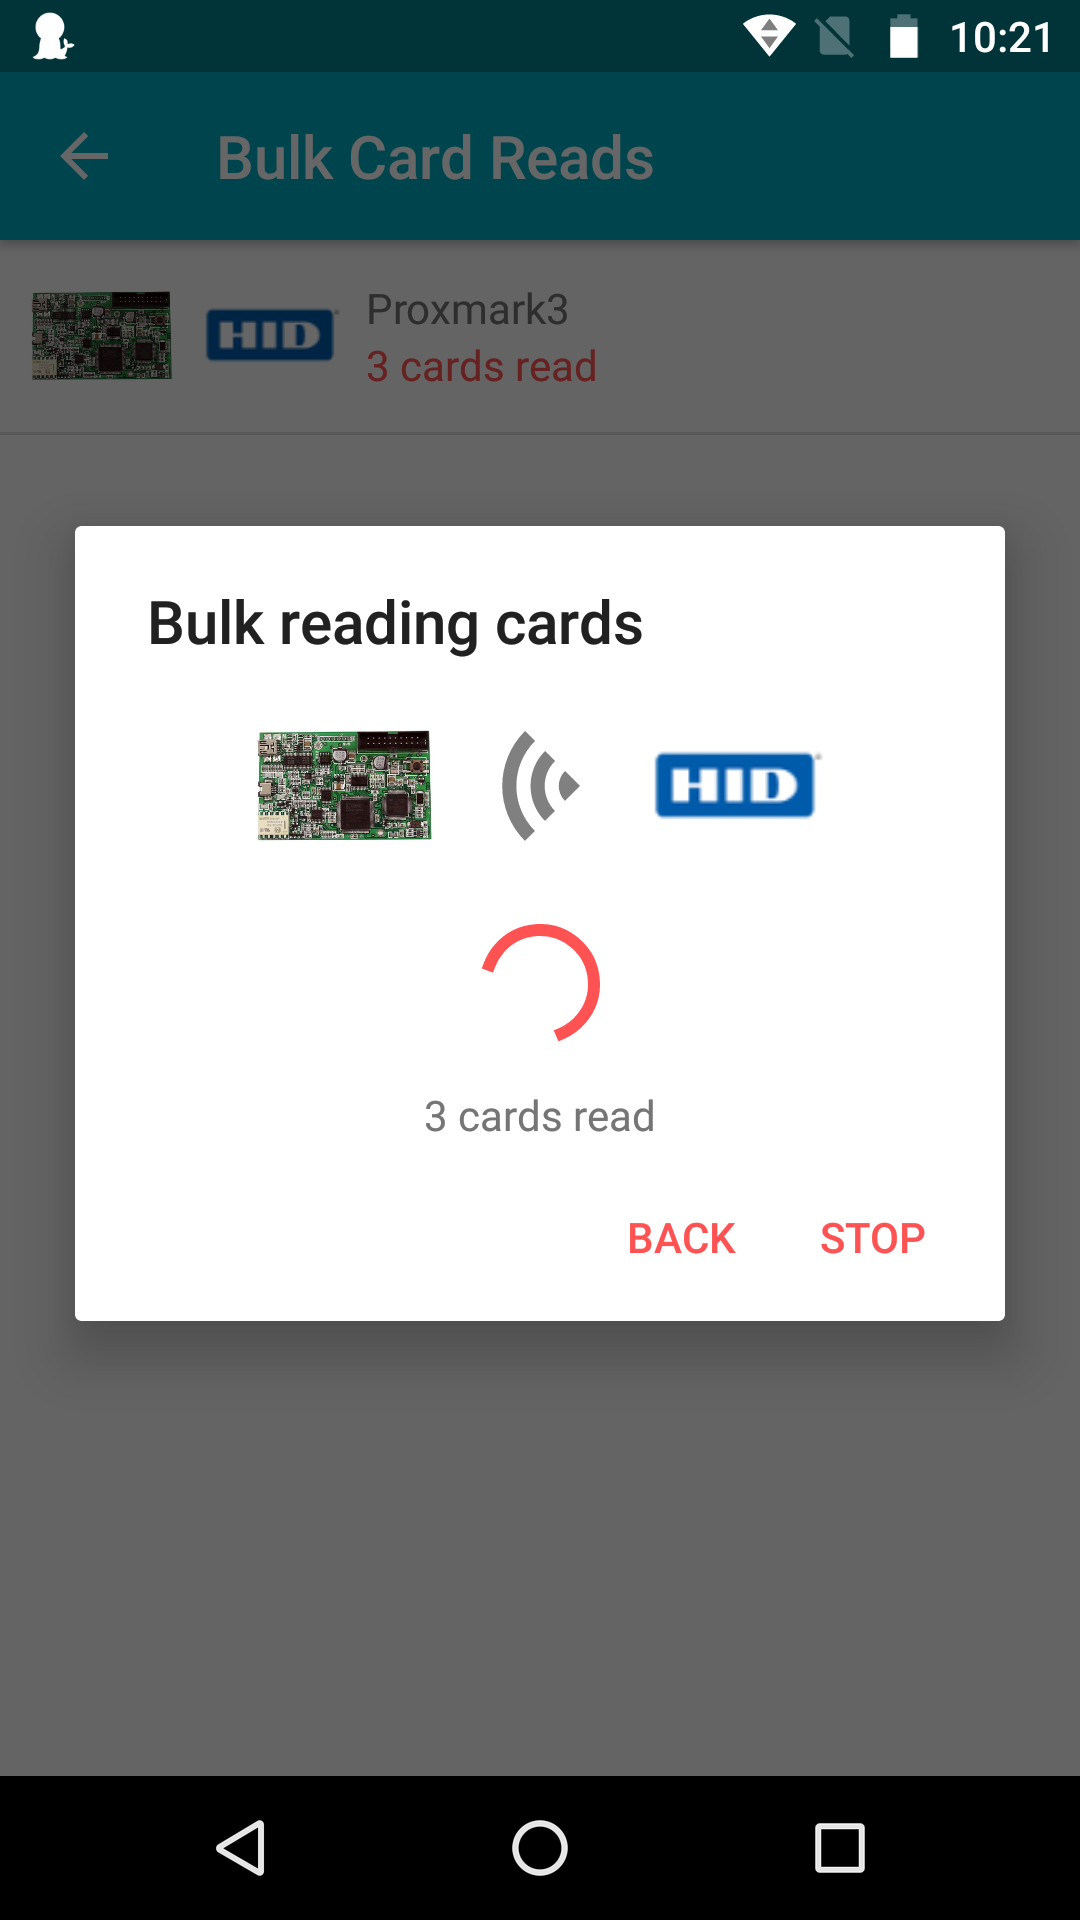 10:21
Bulk Card Reads
HID
Proxmark3
3 cards read
Bulk reading cards
HID
3 cards read
BACK STOP